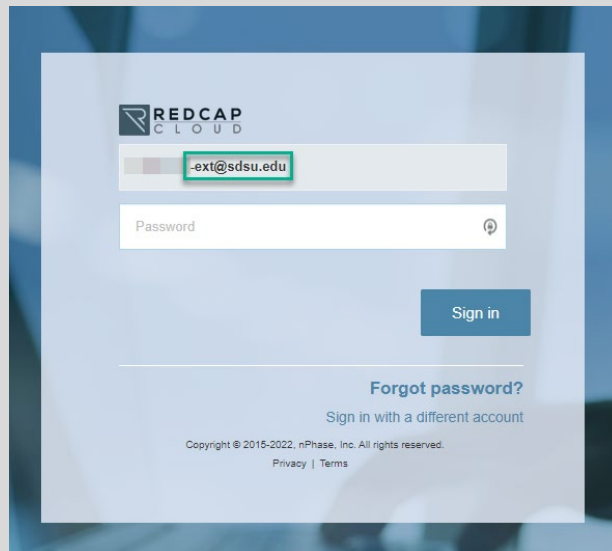 REDCAP
CLOUD
-ext@sdsu.edu
Password
Sign in
Forgot password?
Sign in with a different account
Copyright © 2015-2022, nPhase, Inc. All rights reserved.
Privacy | Terms